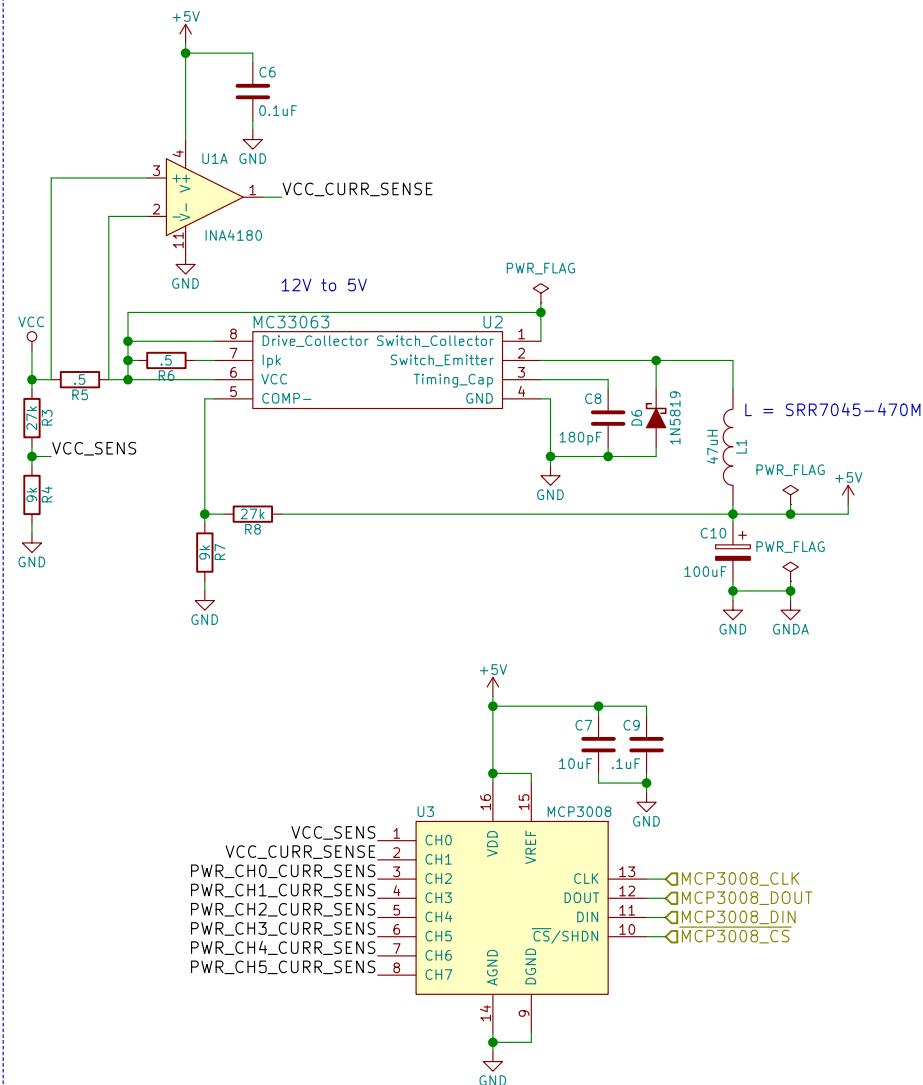 +5V
C6
0.1uF
GND
4
U1A
3
V+
1
VCC_CURR_SENSE
2
V-
11
INA4180
GND
12V to 5V
PWR_FLAG
MC33063
U2
VCC
8
Drive_Collector
Switch_Collector
1
7
Ipk
Switch_Emitter
2
.5
R6
6
VCC
Timing_Cap
3
.5
R5
5
COMP-
GND
4
27k
R3
VCC_SENS
9k
R4
GND
C8
180pF
D6
1N5819
GND
47uH
L1
L = SRR7045-470M
PWR_FLAG
+5V
27k
R8
9k
R7
GND
C10
+
100uF
PWR_FLAG
GND
GNDA
+5V
C7
10uF
C9
.1uF
GND
16
15
U3
MCP3008
VDD
VREF
VCC_SENS
1
CH0
VCC_CURR_SENSE
2
CH1
PWR_CH0_CURR_SENS
3
CH2
PWR_CH1_CURR_SENS
4
CH3
PWR_CH2_CURR_SENS
5
CH4
PWR_CH3_CURR_SENS
6
CH5
PWR_CH4_CURR_SENS
7
CH6
PWR_CH5_CURR_SENS
8
CH7
CLK
13
MCP3008_CLK
DOUT
12
MCP3008_DOUT
DIN
11
MCP3008_DIN
CS/SHDN
10
MCP3008_CS
AGND
DGND
14
9
GND